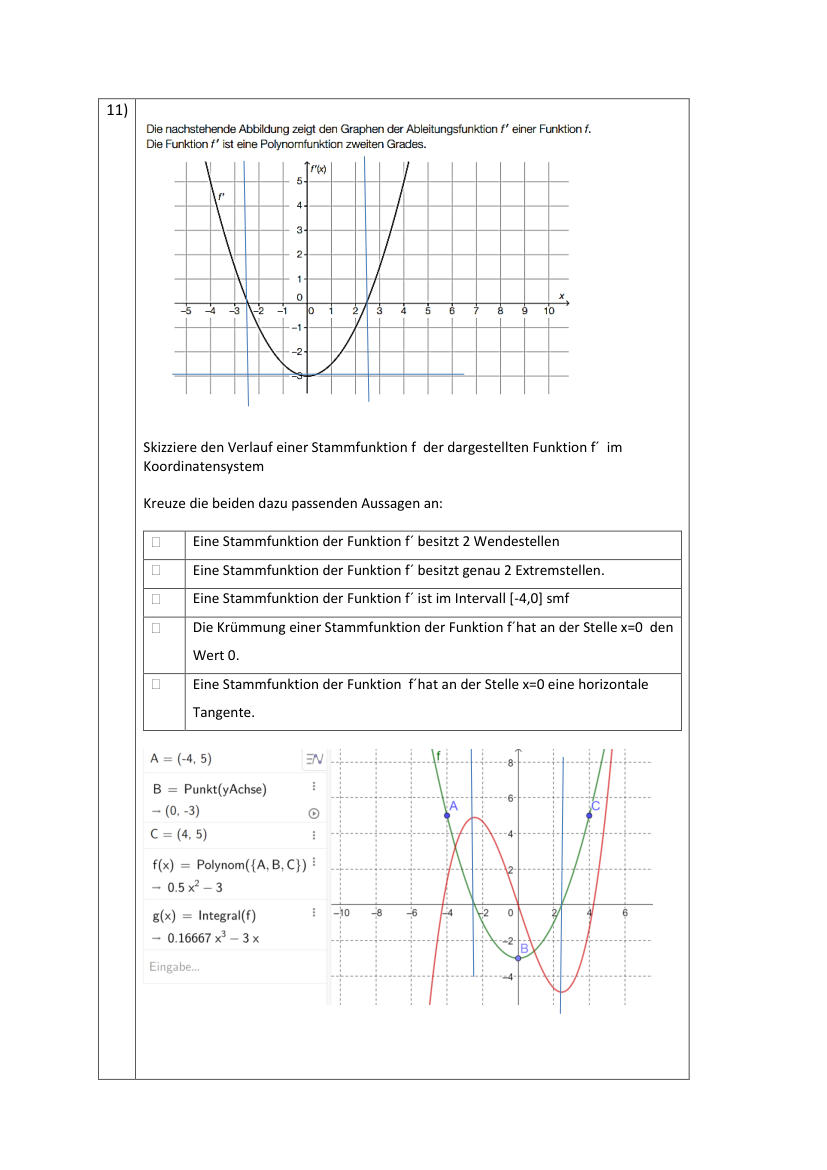 11)
Die nachstehende Abbildung zeigt den Graphen der Ableitungsfunktion f′ einer Funktion f.
Die Funktion f′ ist eine Polynomfunktion zweiten Grades.
f′(x)
f′
5
4
3
2
1
0
x
−5 −4 −3 −2 −1 0 1 2 3 4 5 6 7 8 9 10
−1
−2
−3
Skizziere den Verlauf einer Stammfunktion f der dargestellten Funktion f´ im
Koordinatensystem
Kreuze die beiden dazu passenden Aussagen an:
□ Eine Stammfunktion der Funktion f´ besitzt 2 Wendestellen
□ Eine Stammfunktion der Funktion f´ besitzt genau 2 Extremstellen.
□ Eine Stammfunktion der Funktion f´ ist im Intervall [-4,0] smf
□ Die Krümmung einer Stammfunktion der Funktion f´hat an der Stelle x=0 den
Wert 0.
□ Eine Stammfunktion der Funktion f´hat an der Stelle x=0 eine horizontale
Tangente.
A = (-4, 5)
B = Punkt(yAchse)
→ (0, -3)
C = (4, 5)
f(x) = Polynom({A, B, C})
→ 0.5 x² − 3
g(x) = Integral(f)
→ 0.16667 x³ − 3 x
Eingabe...
f
8
6
A
C
4
2
−10 −8 −6 −4 −2 0 2 4 6
−2
B
−4